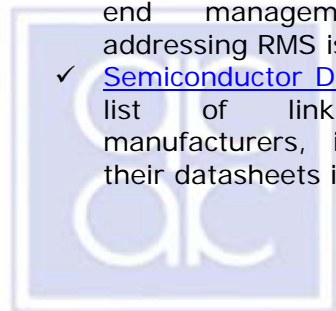 end managem
addressing RMS is
✓ Semiconductor D
list of link
manufacturers, i
their datasheets i